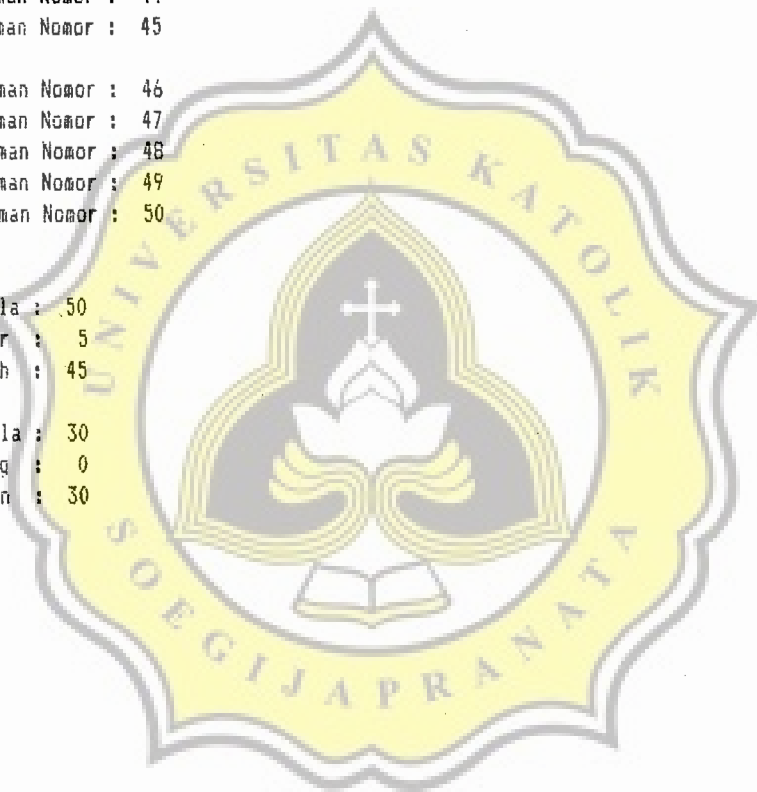 man Nomor : 45
man Nomor : 46
man Nomor : 47
man Nomor : 48
man Nomor : 49
man Nomor : 50
la : 50
r : 5
h : 45
la : 30
g : 0
n : 30
UNIVERSITAS KATOLIK
SOEGIJAPRANATA